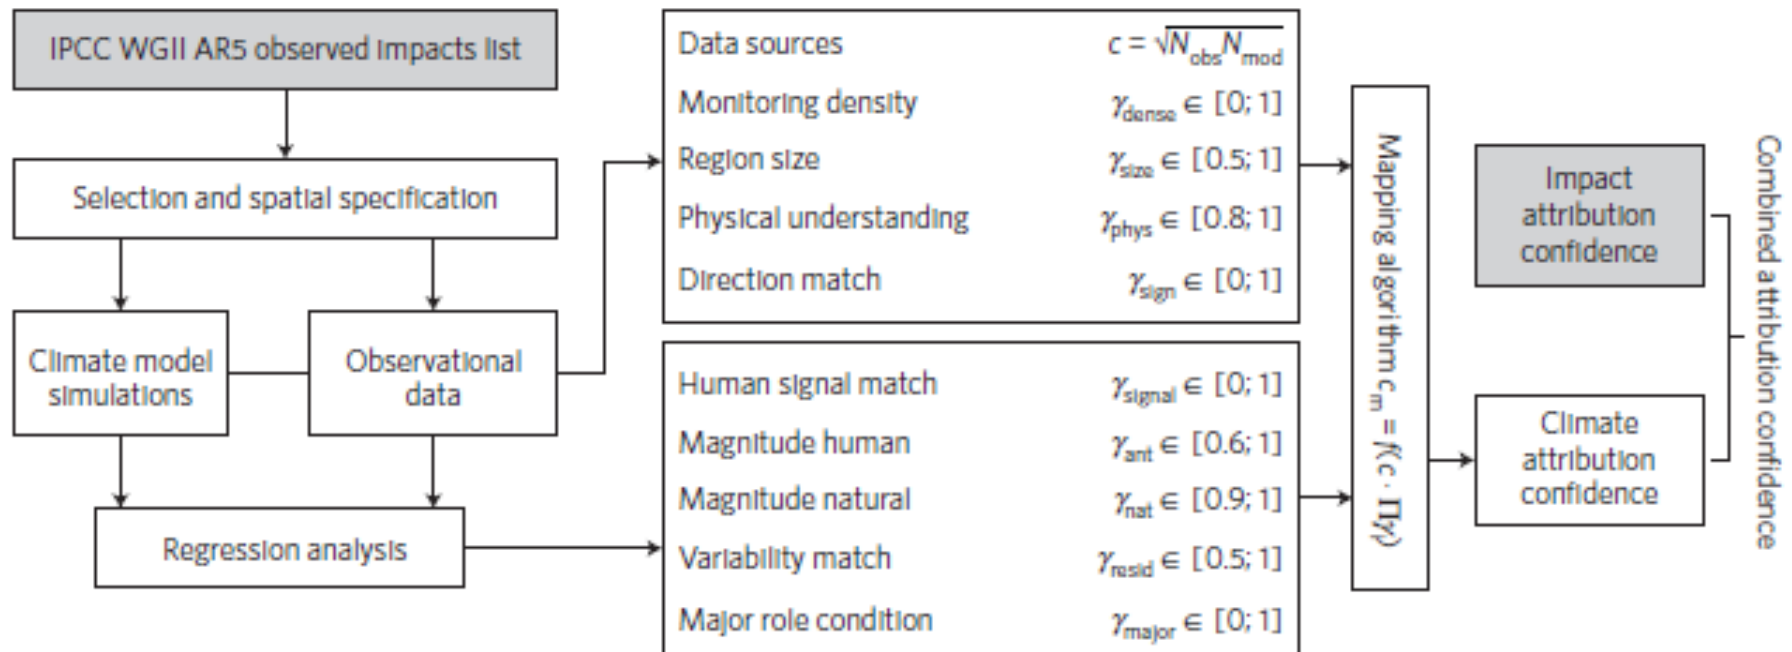 IPCC WGII AR5 observed impacts list
Selection and spatial specification
Climate model
simulations
Observational
data
Regression analysis
Data sources c = √N_obs N_mod
Monitoring density γ_dense ∈ [0; 1]
Region size γ_size ∈ [0.5; 1]
Physical understanding γ_phys ∈ [0.8; 1]
Direction match γ_sign ∈ [0; 1]
Human signal match γ_signal ∈ [0; 1]
Magnitude human γ_ant ∈ [0.6; 1]
Magnitude natural γ_nat ∈ [0.9; 1]
Variability match γ_resid ∈ [0.5; 1]
Major role condition γ_major ∈ [0; 1]
Mapping algorithm c_m = f(c · Πγ)
Impact
attribution
confidence
Climate
attribution
confidence
Combined attribution confidence